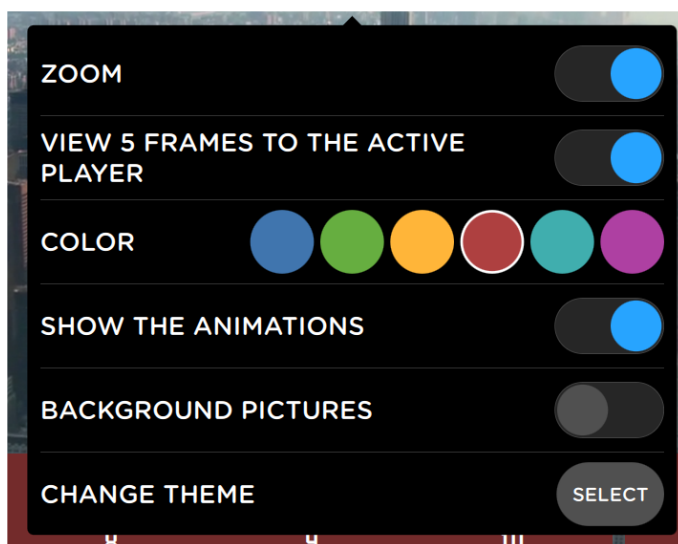 ZOOM
VIEW 5 FRAMES TO THE ACTIVE
PLAYER
COLOR
SHOW THE ANIMATIONS
BACKGROUND PICTURES
CHANGE THEME
SELECT